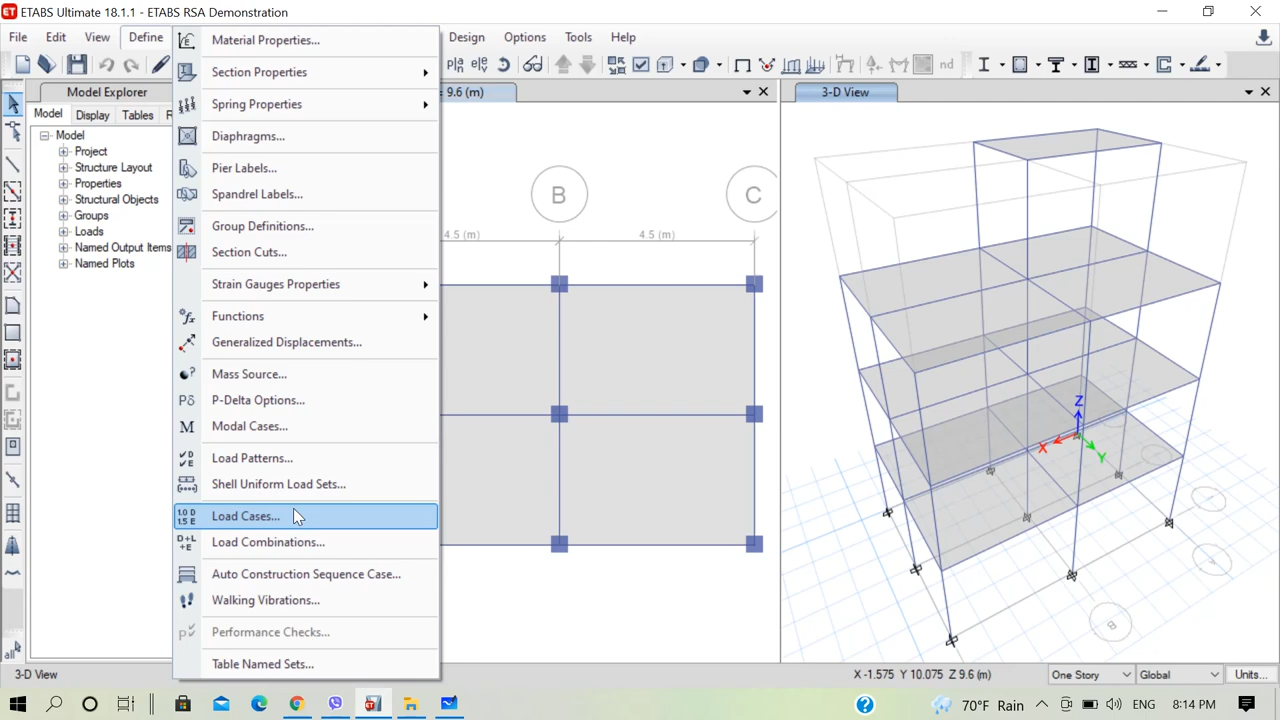 ETABS Ultimate 18.1.1 - ETABS RSA Demonstration
File Edit View Define Design Options Tools Help
nd
Model Explorer
Model Display Tables
Model
Project
Structure Layout
Properties
Structural Objects
Groups
Loads
Named Output Items
Named Plots
Material Properties...
Section Properties
Spring Properties
Diaphragms...
Pier Labels...
Spandrel Labels...
Group Definitions...
Section Cuts...
Strain Gauges Properties
Functions
Generalized Displacements...
Mass Source...
P-Delta Options...
Modal Cases...
Load Patterns...
Shell Uniform Load Sets...
Load Cases...
Load Combinations...
Auto Construction Sequence Case...
Walking Vibrations...
Performance Checks...
Table Named Sets...
= 9.6 (m)
B
C
4.5 (m)
4.5 (m)
3-D View
Z
X
Y
B
3-D View
X -1.575 Y 10.075 Z 9.6 (m)
One Story
Global
Units...
70°F Rain
ENG
8:14 PM